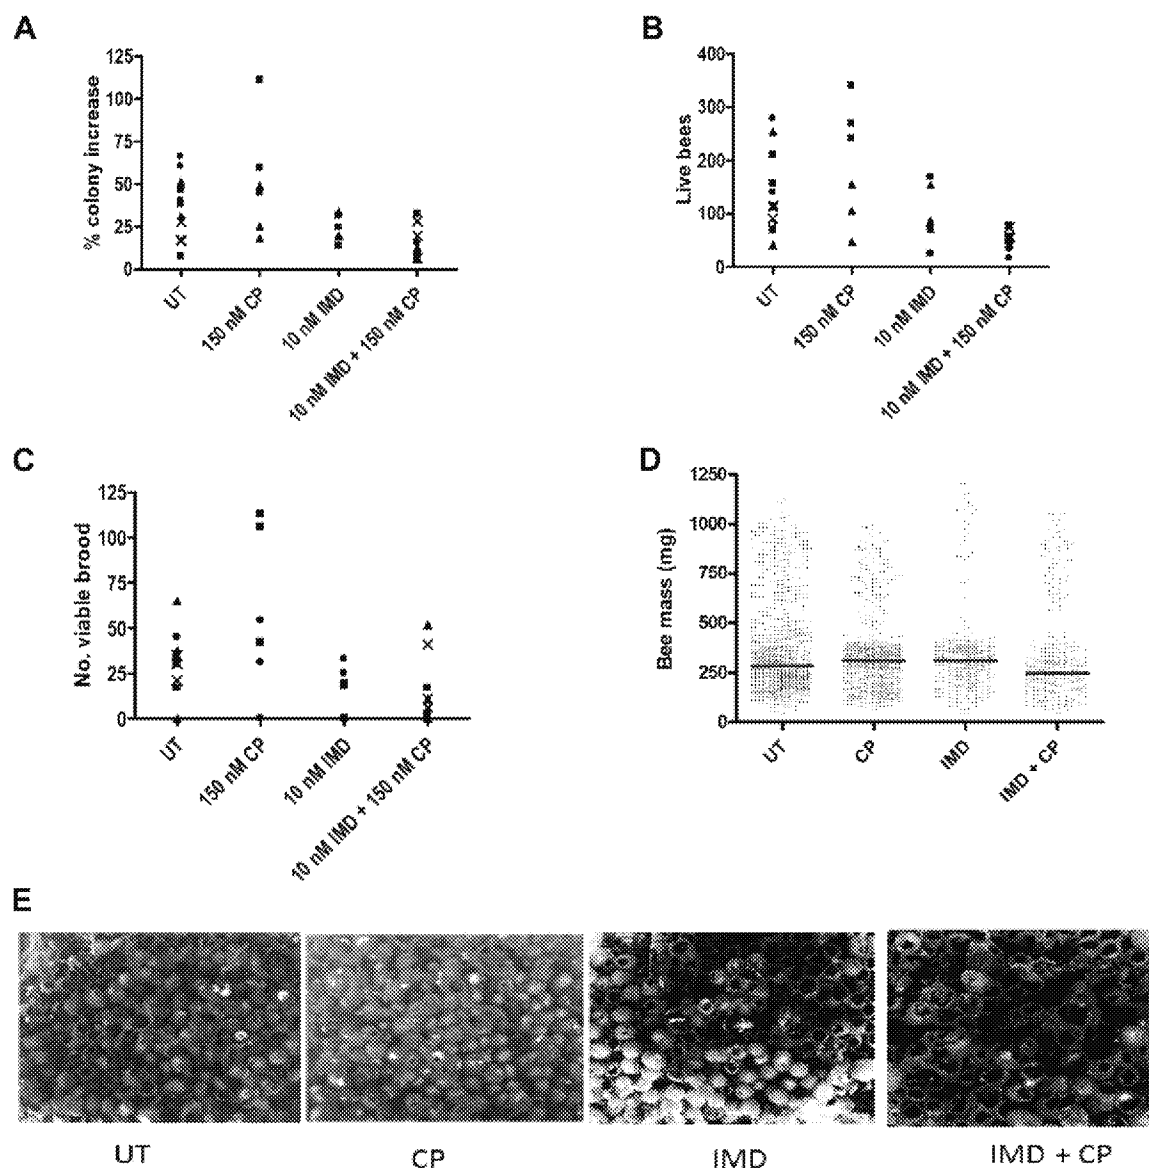 A
% colony increase
125
100
75
50
25
0
UT
150 nM CP
10 nM IMD
10 nM IMD + 150 nM CP
B
Live bees
400
300
200
100
0
UT
150 nM CP
10 nM IMD
10 nM IMD + 150 nM CP
C
No. viable brood
125
100
75
50
25
0
UT
150 nM CP
10 nM IMD
10 nM IMD + 150 nM CP
D
Bee mass (mg)
1250
1000
750
500
250
0
UT
CP
IMD
IMD + CP
E
UT
CP
IMD
IMD + CP